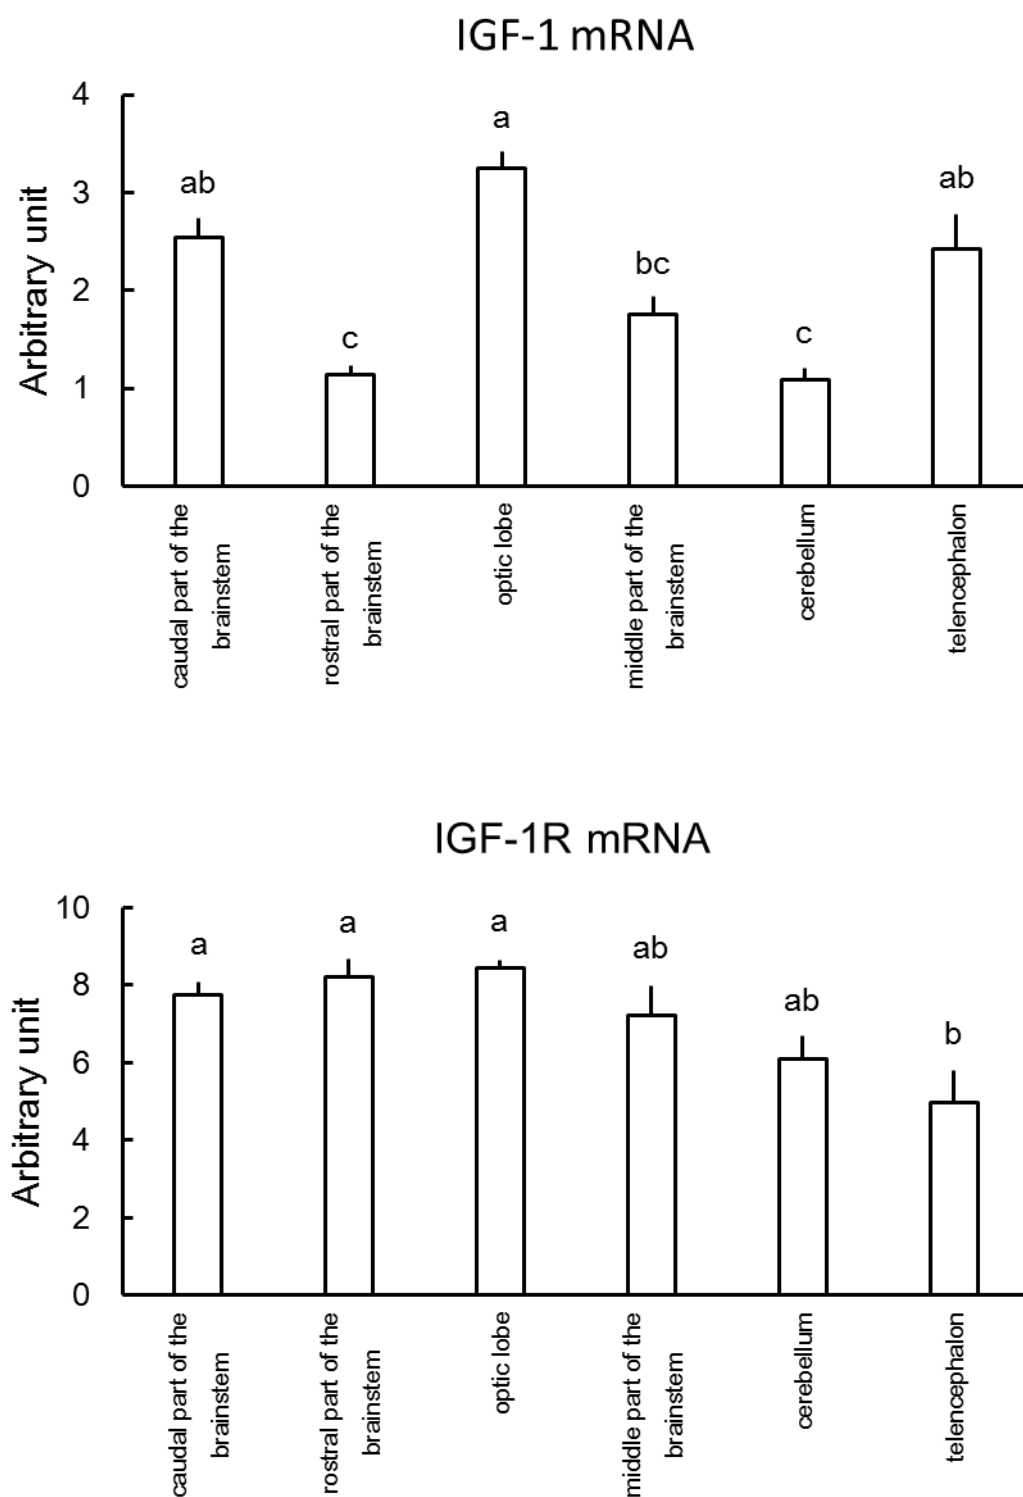 IGF-1 mRNA
Arbitrary unit
4
3
2
1
0
ab
c
a
bc
c
ab
caudal part of the
brainstem
rostral part of the
brainstem
optic lobe
middle part of the
brainstem
cerebellum
telencephalon
IGF-1R mRNA
Arbitrary unit
10
8
6
4
2
0
a
a
a
ab
ab
b
caudal part of the
brainstem
rostral part of the
brainstem
optic lobe
middle part of the
brainstem
cerebellum
telencephalon